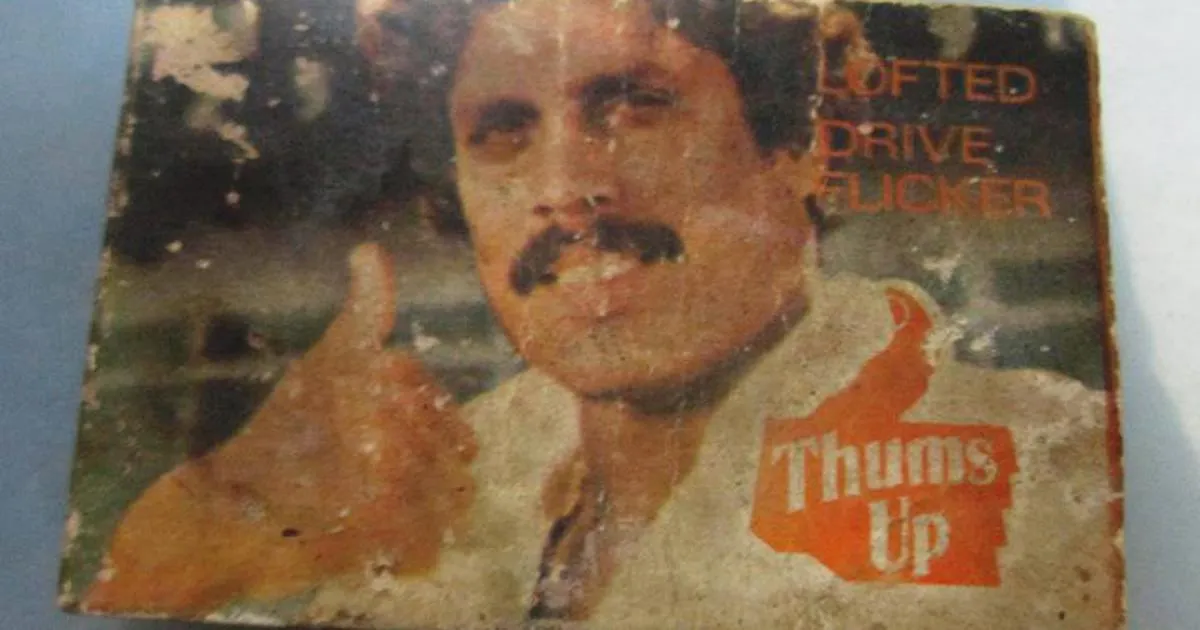 LOFTED
DRIVE
FLICKER
Thums
Up